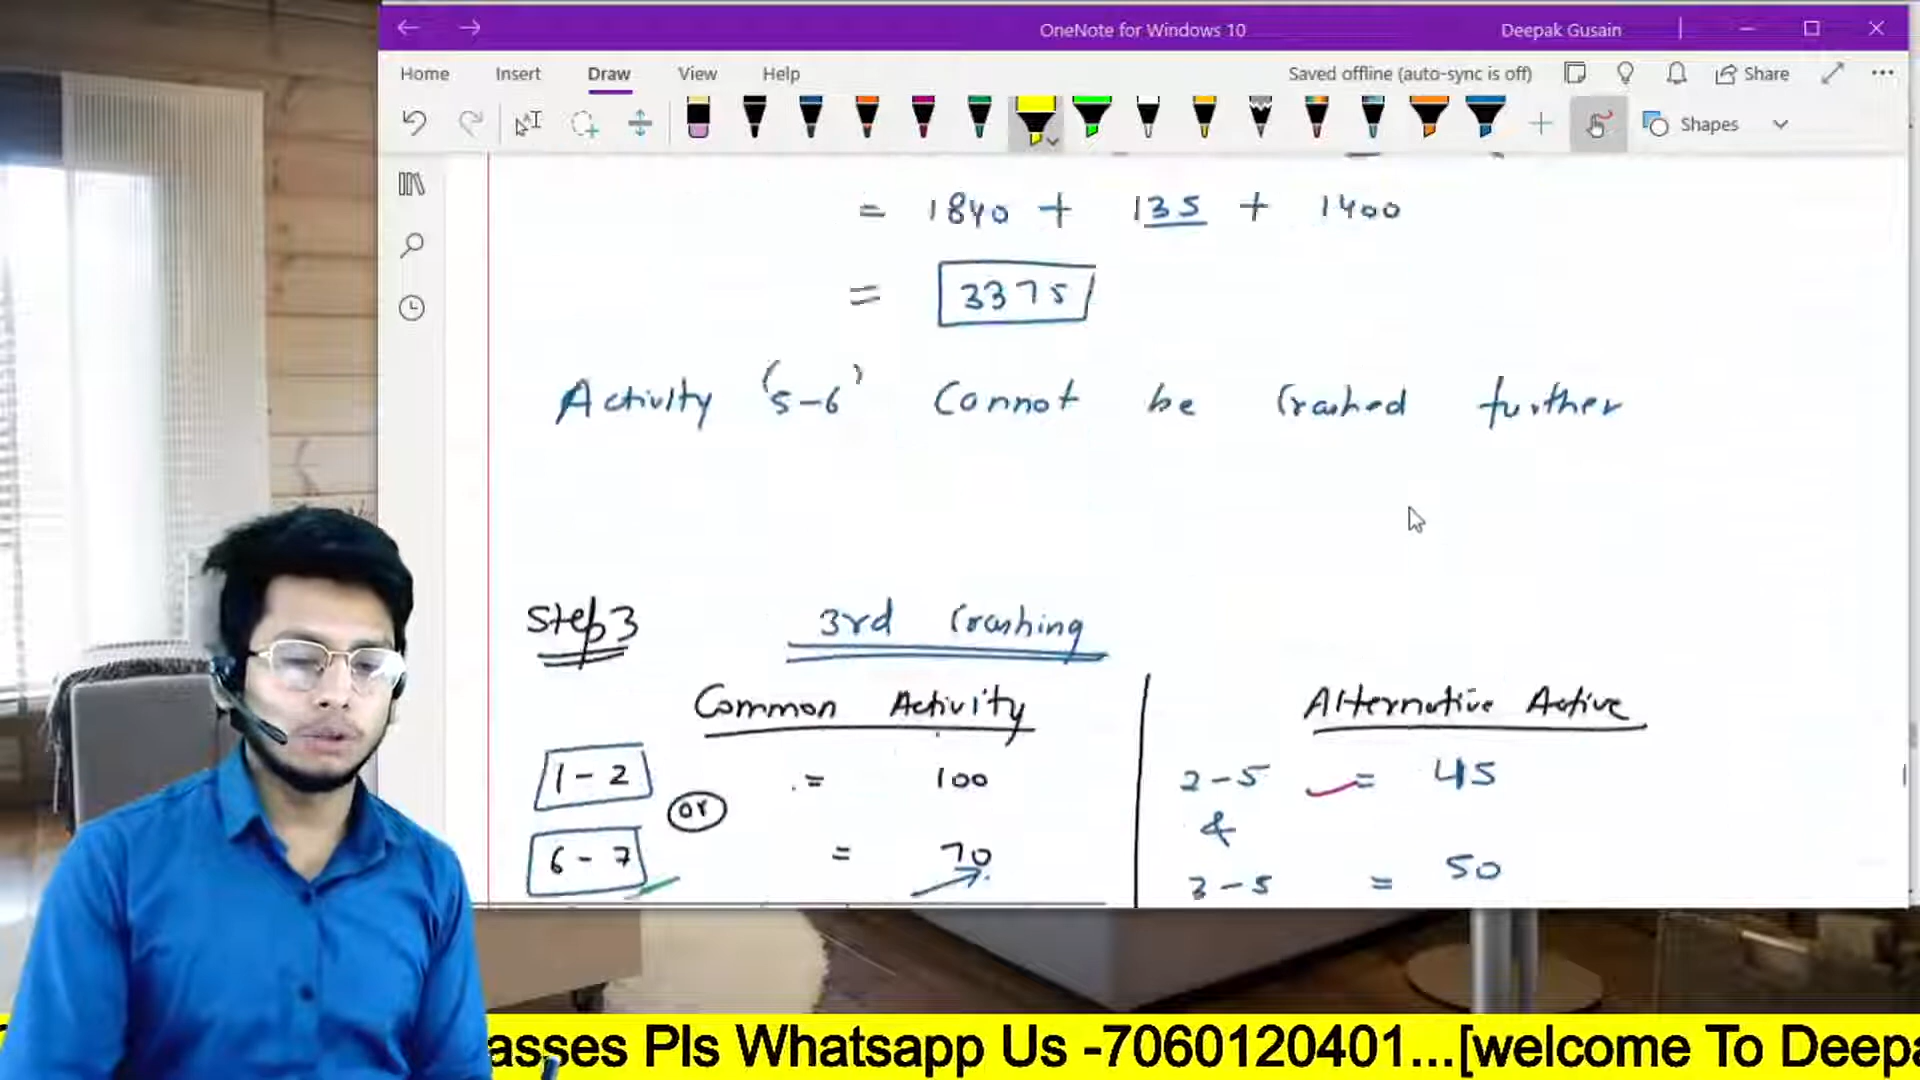 OneNote for Windows 10
Deepak Gusain
Home Insert Draw View Help
Saved offline (auto-sync is off) Share
Shapes
= 1840 + 135 + 1400
= 3375
Activity (5-6) Cannot be Crashed further
Step 3 3rd Crashing
Common Activity Alternative Active
1-2 = 100 2-5 = 45
or &
6-7 = 70 3-5 = 50
asses Pls Whatsapp Us -7060120401...[welcome To Deepa